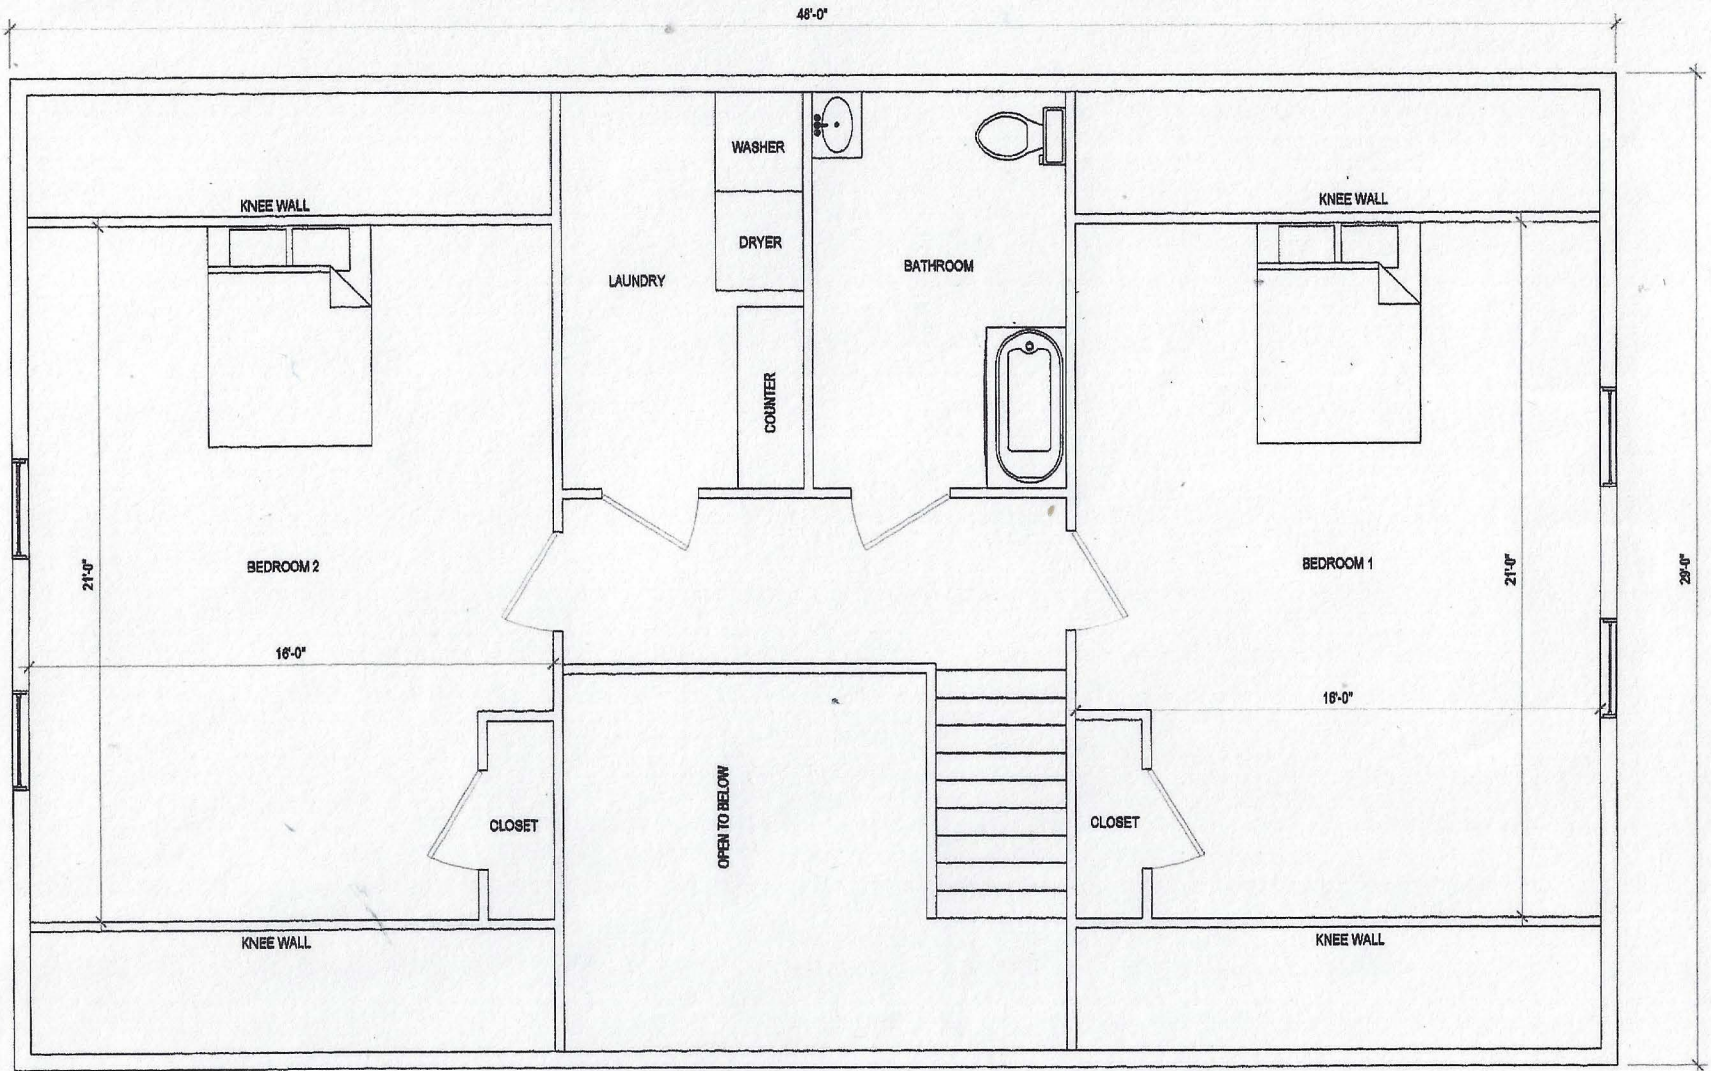 48'-0"
WASHER
KNEE WALL
KNEE WALL
DRYER
BATHROOM
LAUNDRY
COUNTER
BEDROOM 2
BEDROOM 1
21'-0"
21'-0"
29'-0"
16'-0"
16'-0"
OPEN TO BELOW
CLOSET
CLOSET
KNEE WALL
KNEE WALL